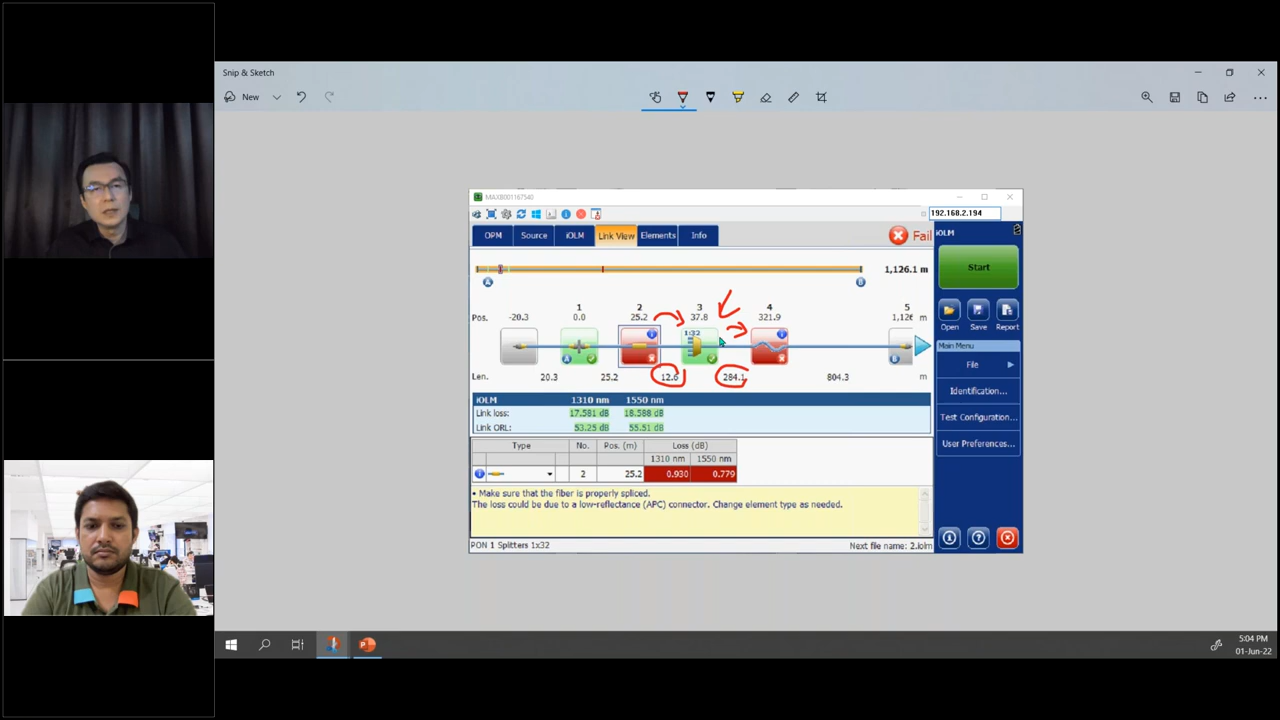 Snip & Sketch
New
MAXB001167540
192.168.2.194
OPM Source iOLM Link View Elements Info
Fail
iOLM
1,126.1 m
Start
A B
1 2 3 4 5
Pos. -20.3 0.0 25.2 37.8 321.9 1,126 m
Open Save Report
1:32
A B
Main Menu
File
Len. 20.3 25.2 12.6 284.1 804.3 m
Identification...
iOLM 1310 nm 1550 nm
Link loss: 17.581 dB 18.588 dB
Link ORL: 53.25 dB 55.51 dB
Test Configuration...
User Preferences...
Type No. Pos. (m) Loss (dB)
1310 nm 1550 nm
2 25.2 0.930 0.779
• Make sure that the fiber is properly spliced.
The loss could be due to a low-reflectance (APC) connector. Change element type as needed.
PON 1 Splitters 1x32
Next file name: 2.iolm
5:04 PM
01-Jun-22